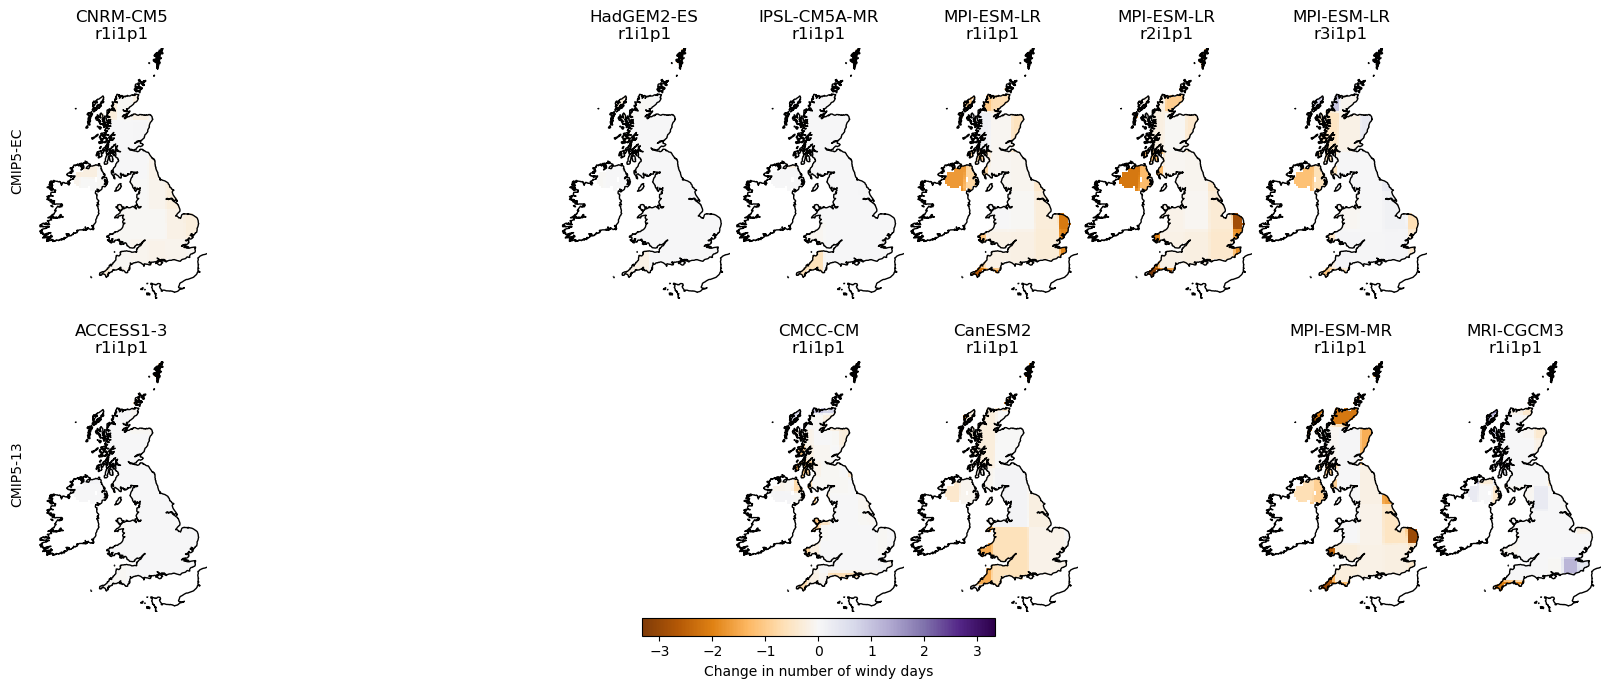 CNRM-CM5
r1i1p1
HadGEM2-ES
r1i1p1
IPSL-CM5A-MR
r1i1p1
MPI-ESM-LR
r1i1p1
MPI-ESM-LR
r2i1p1
MPI-ESM-LR
r3i1p1
CMIP5-EC
ACCESS1-3
r1i1p1
CMCC-CM
r1i1p1
CanESM2
r1i1p1
MPI-ESM-MR
r1i1p1
MRI-CGCM3
r1i1p1
CMIP5-13
−3 −2 −1 0 1 2 3
Change in number of windy days